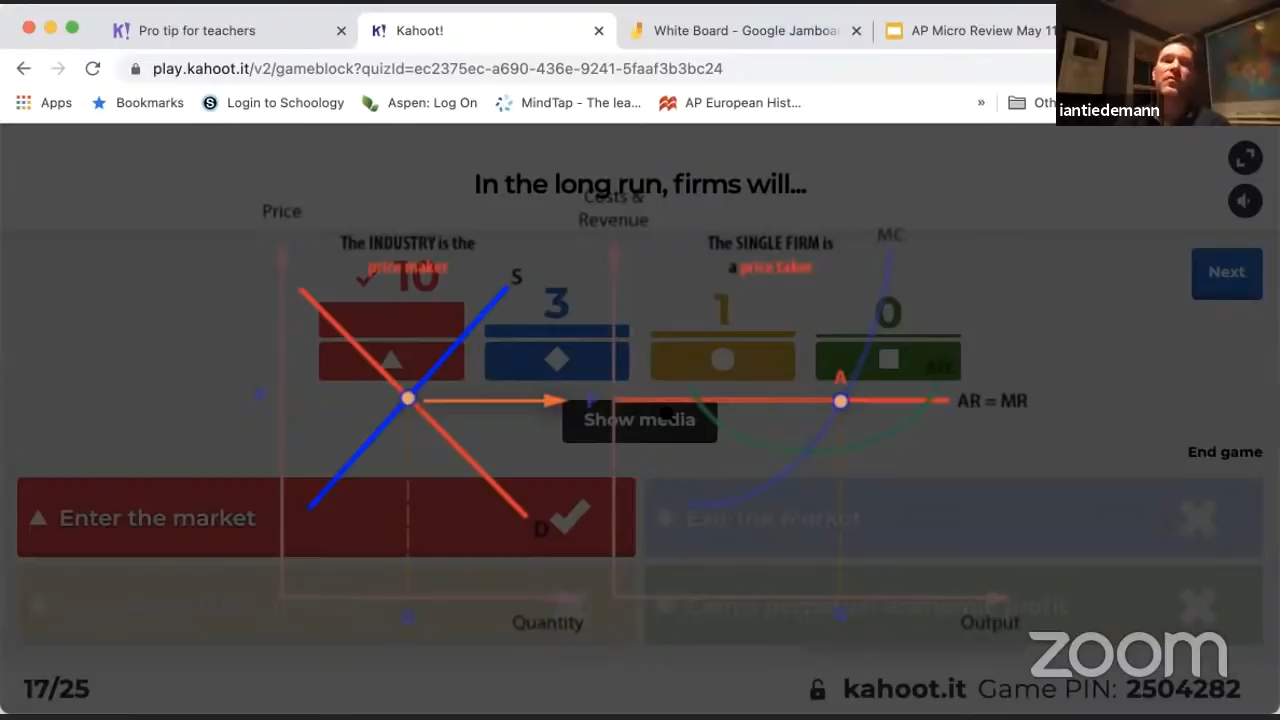 Pro tip for teachers
Kahoot!
White Board - Google Jamboa
AP Micro Review May 11
play.kahoot.it/v2/gameblock?quizId=ec2375ec-a690-436e-9241-5faaf3b3bc24
Apps
Bookmarks
Login to Schoology
Aspen: Log On
MindTap - The lea...
AP European Hist...
»
Oth
iantiedemann
In the long run, firms will...
Price
Costs &
Revenue
The INDUSTRY is the
price maker
The SINGLE FIRM is
a price taker
MC
S
10
3
1
0
Next
A
P
P
AR = MR
Show media
End game
Enter the market
Exit the market
D
Q
Q
Quantity
Output
zoom
17/25
kahoot.it Game PIN: 2504282